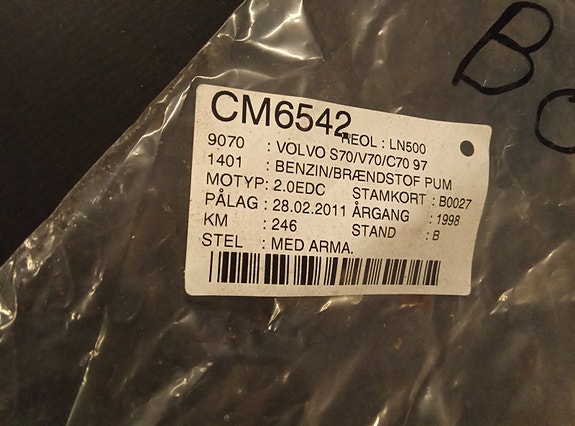 B
CM6542 REOL : LN500
9070 : VOLVO S70/V70/C70 97
1401 : BENZIN/BRÆNDSTOF PUM
MOTYP: 2.0EDC STAMKORT : B0027
PÅLAG : 28.02.2011 ÅRGANG : 1998
KM : 246 STAND : B
STEL : MED ARMA.